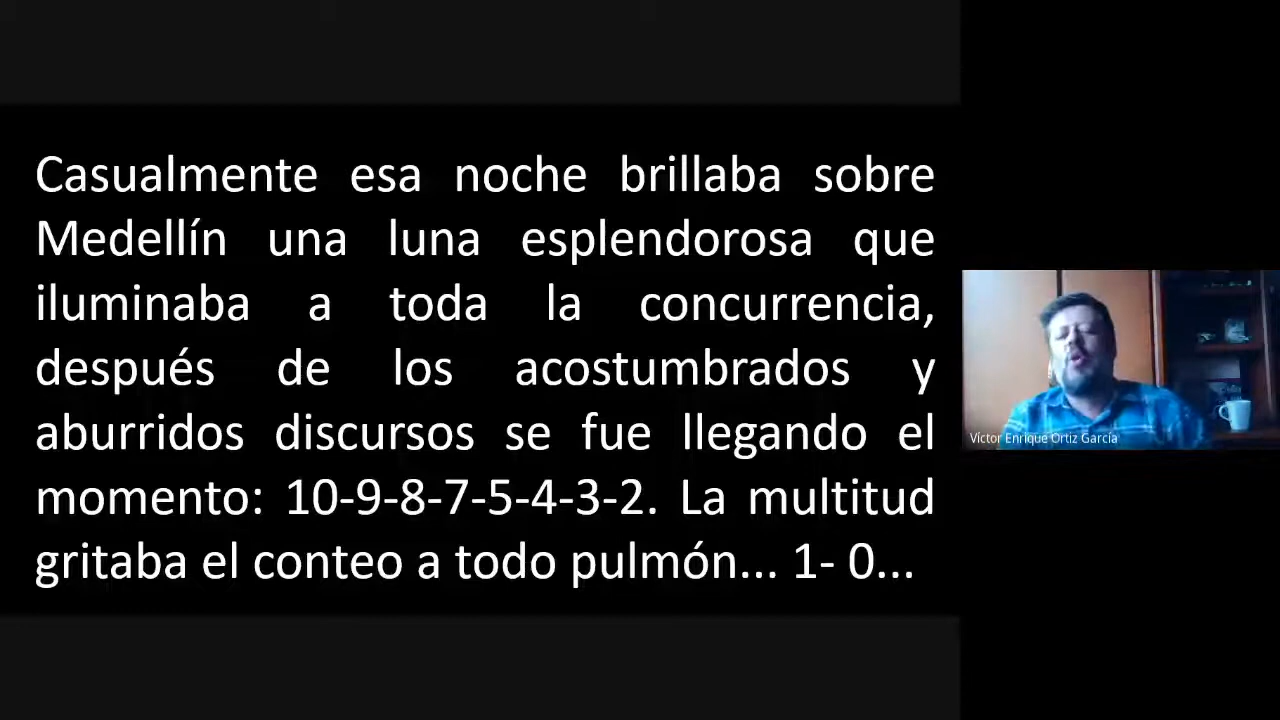 Casualmente esa noche brillaba sobre
Medellín una luna esplendorosa que
iluminaba a toda la concurrencia,
después de los acostumbrados y
aburridos discursos se fue llegando el
momento: 10-9-8-7-5-4-3-2. La multitud
gritaba el conteo a todo pulmón... 1- 0...
Víctor Enrique Ortiz García